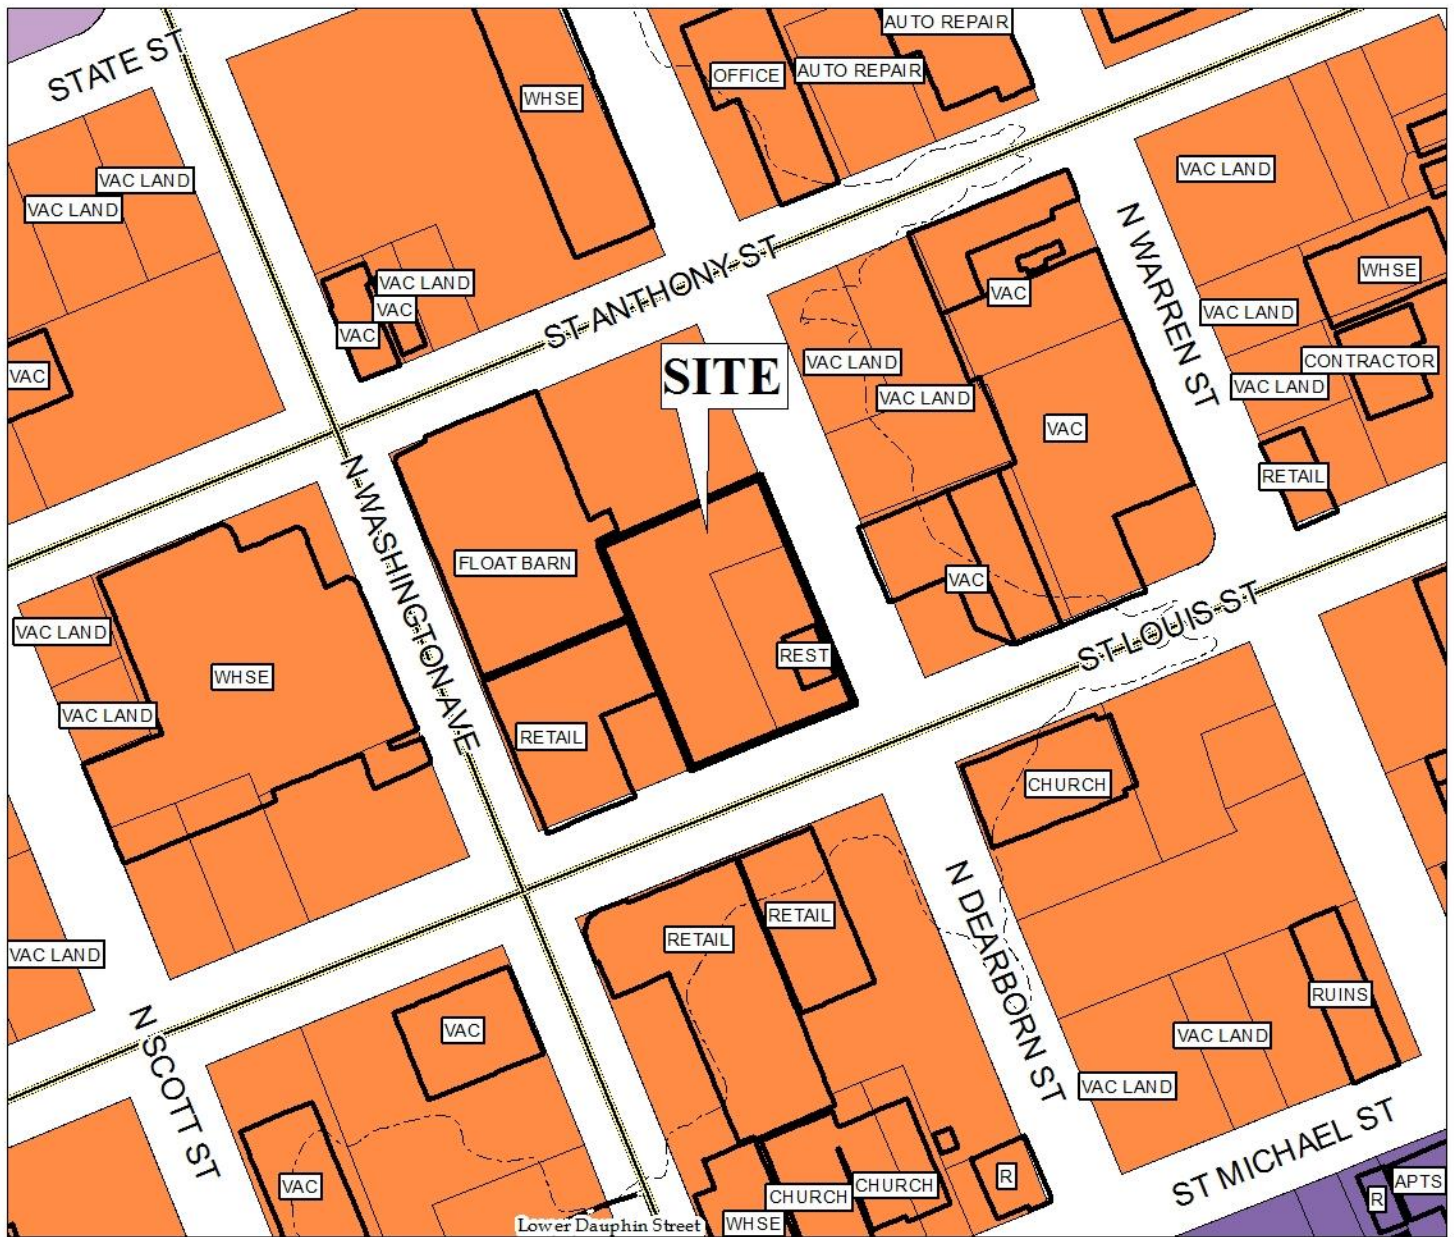 AUTO REPAIR
STATE ST
OFFICE
AUTO REPAIR
WHSE
VAC LAND
VAC LAND
VAC LAND
N WARREN ST
ST ANTHONY ST
WHSE
VAC LAND
VAC
VAC
VAC
VAC LAND
CONTRACTOR
VAC LAND
VAC LAND
VAC
SITE
VAC LAND
VAC
RETAIL
N WASHINGTON AVE
FLOAT BARN
VAC
ST LOUIS ST
VAC LAND
REST
WHSE
VAC LAND
RETAIL
CHURCH
N DEARBORN ST
RETAIL
RETAIL
VAC LAND
RUINS
N SCOTT ST
VAC
VAC LAND
VAC LAND
ST MICHAEL ST
VAC
CHURCH
CHURCH
R
R
APTS
WHSE
Lower Dauphin Street